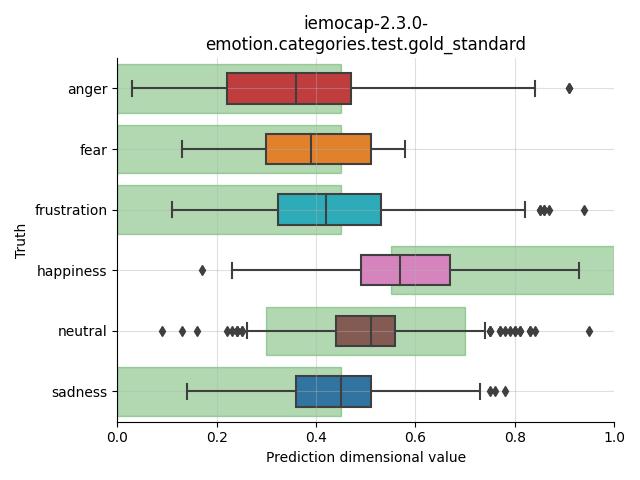 iemocap-2.3.0-
emotion.categories.test.gold_standard
anger
fear
frustration
happiness
neutral
sadness
Truth
0.0 0.2 0.4 0.6 0.8 1.0
Prediction dimensional value